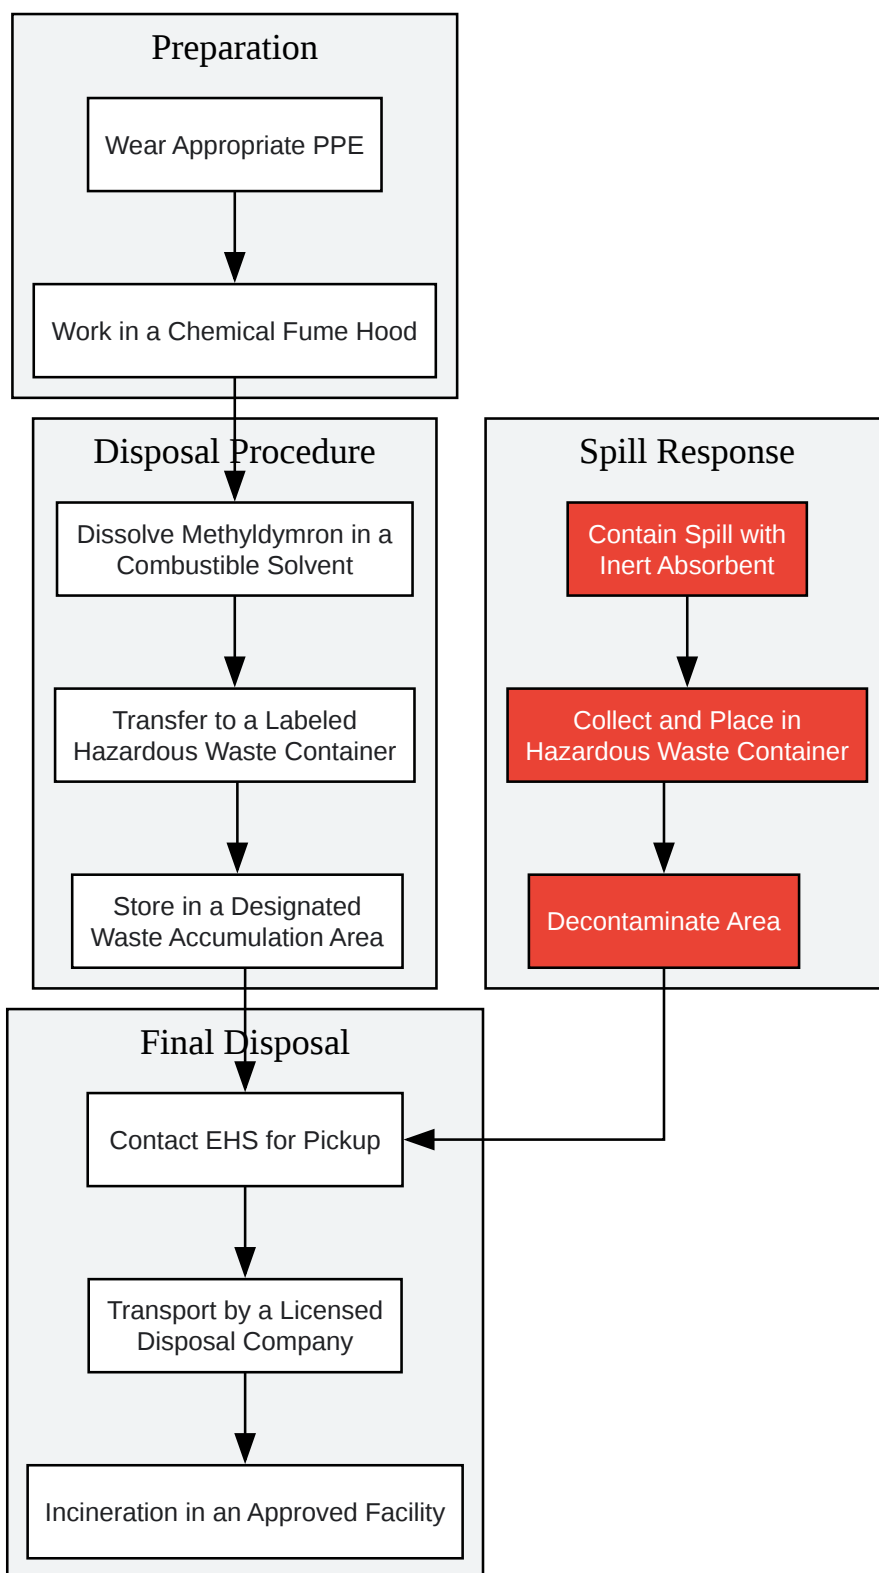 Preparation
Wear Appropriate PPE
Work in a Chemical Fume Hood
Disposal Procedure
Dissolve Methyldymron in a
Combustible Solvent
Transfer to a Labeled
Hazardous Waste Container
Store in a Designated
Waste Accumulation Area
Spill Response
Contain Spill with
Inert Absorbent
Collect and Place in
Hazardous Waste Container
Decontaminate Area
Final Disposal
Contact EHS for Pickup
Transport by a Licensed
Disposal Company
Incineration in an Approved Facility